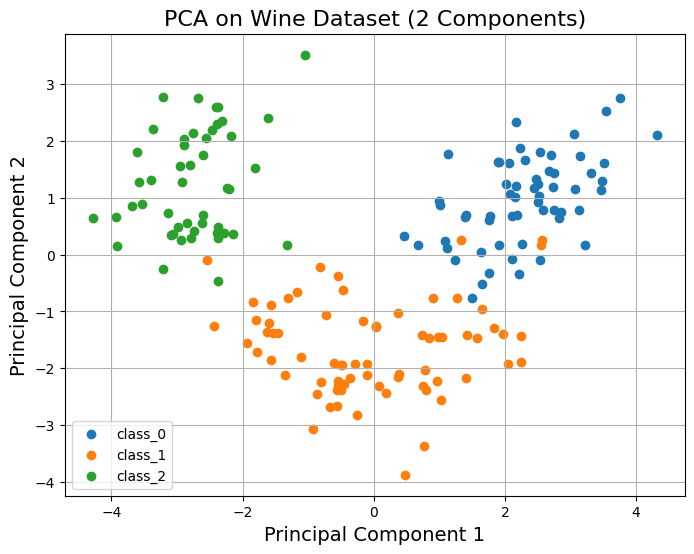 PCA on Wine Dataset (2 Components)
Principal Component 2
3
2
1
0
−1
−2
−3
−4
class_0
class_1
class_2
−4
−2
0
2
4
Principal Component 1